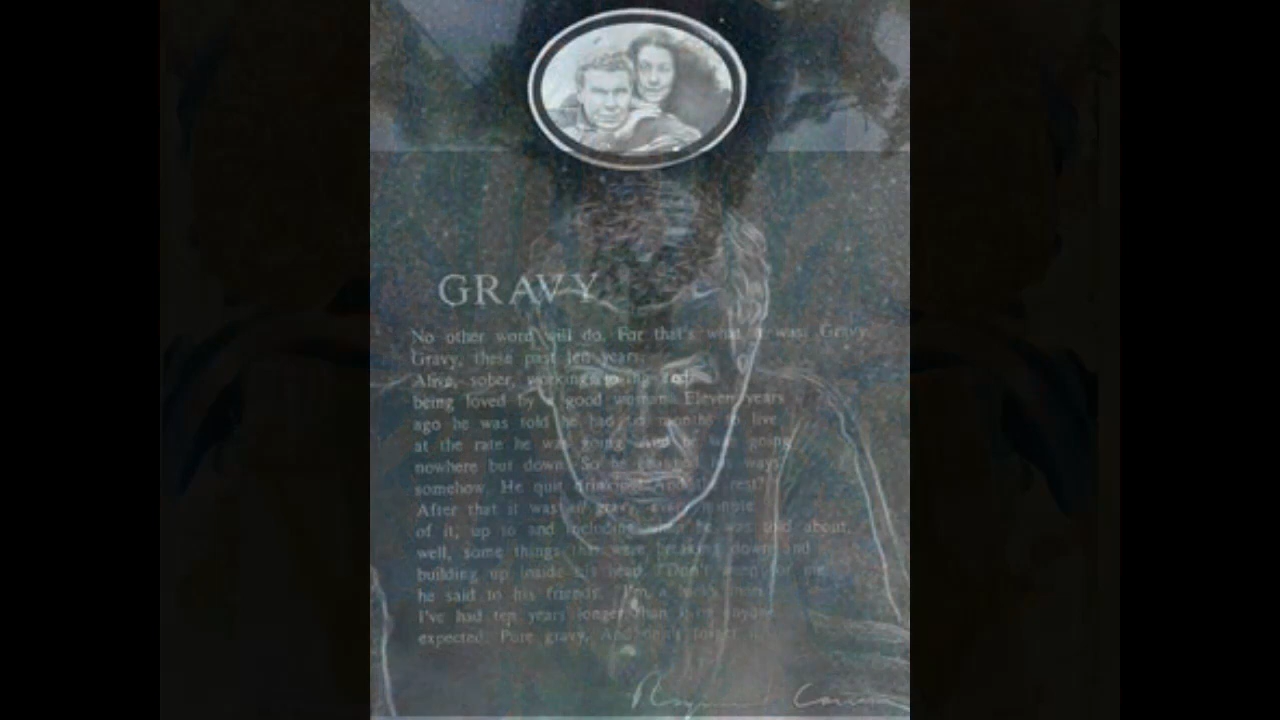 GRAVY
No other word will do. For that's what it was. Gravy.
Gravy, these past ten years.
Alive, sober, working, loving and
being loved by a good woman. Eleven years
ago he was told he had six months to live
at the rate he was going. And he was going
nowhere but down. So he changed his ways
somehow. He quit drinking! And the rest?
After that it was all gravy, every minute
of it, up to and including when he was told about,
well, some things that were breaking down and
building up inside his head. "Don't weep for me,"
he said to his friends. "I'm a lucky man.
I've had ten years longer than I or anyone
expected. Pure gravy. And don't forget it."
Raymond Carver